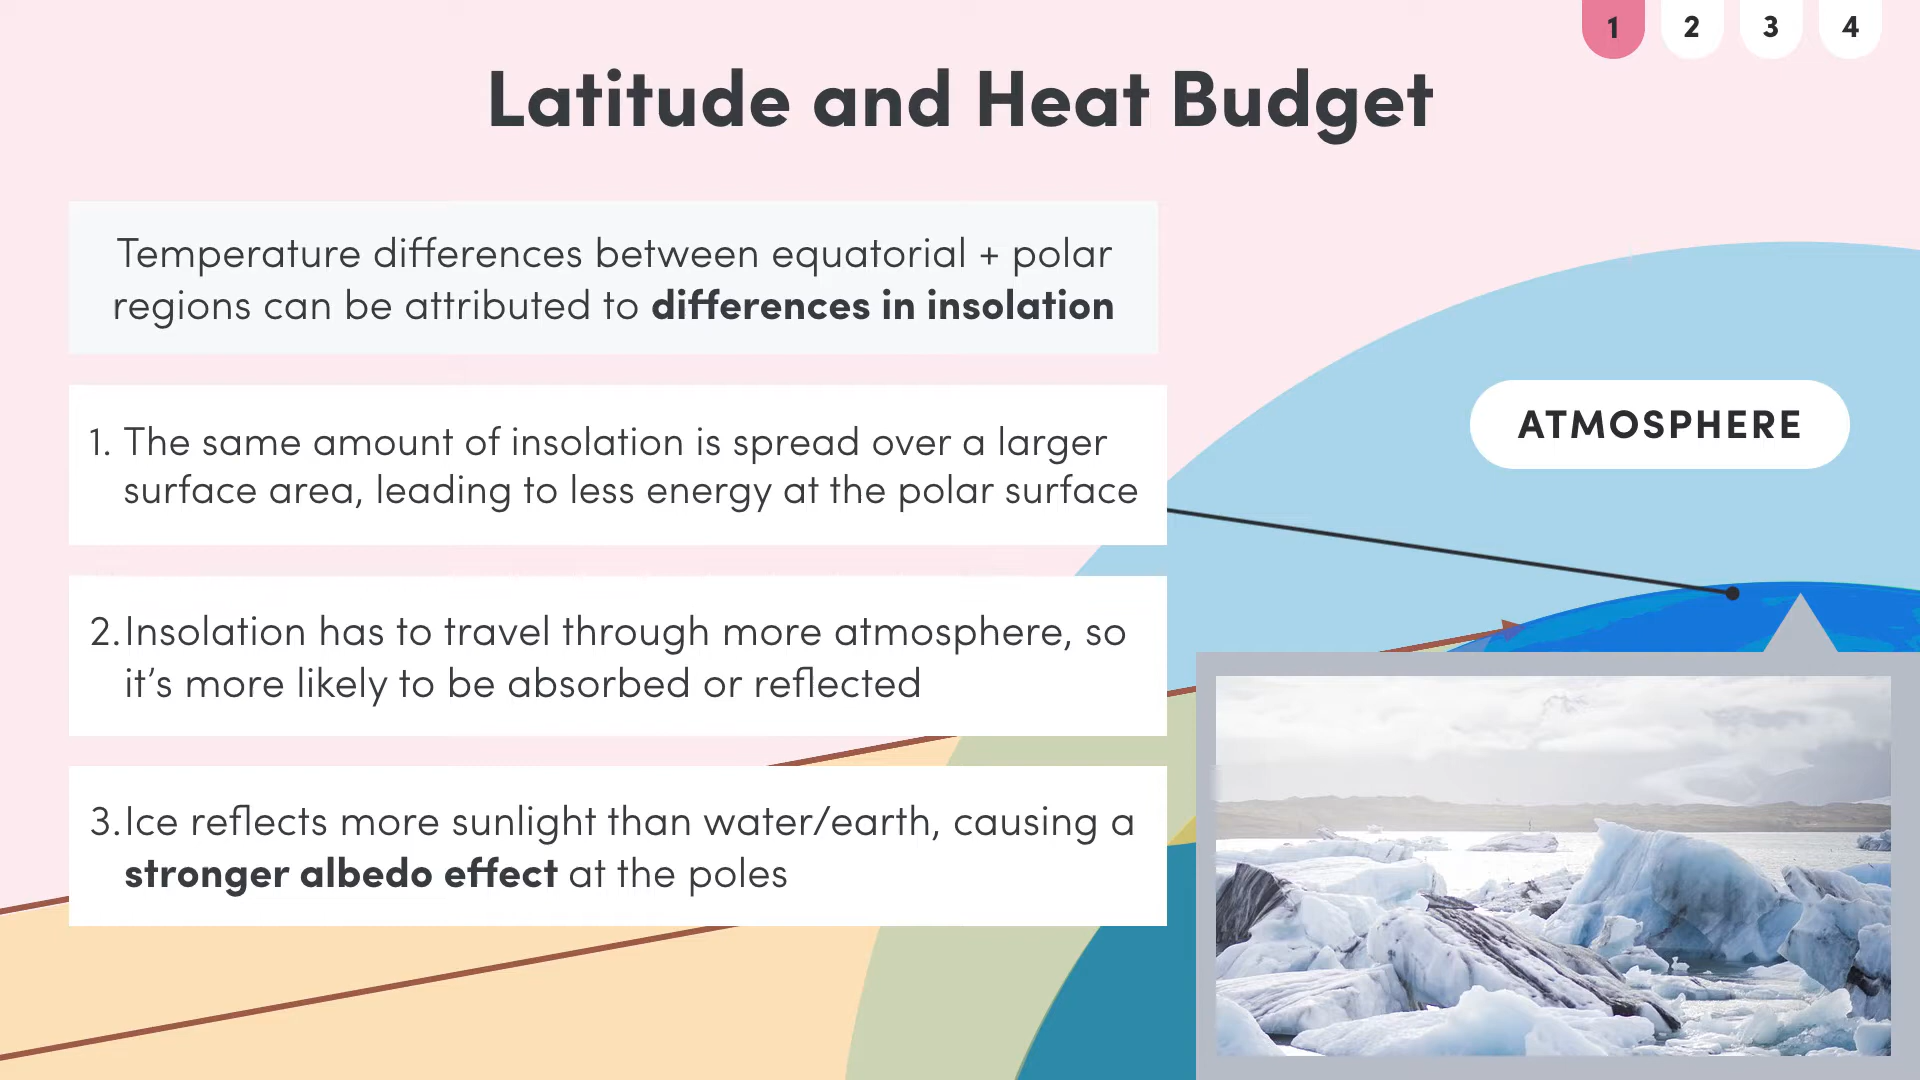 1 2 3 4
Latitude and Heat Budget
Temperature differences between equatorial + polar
regions can be attributed to differences in insolation
1. The same amount of insolation is spread over a larger
surface area, leading to less energy at the polar surface
ATMOSPHERE
2. Insolation has to travel through more atmosphere, so
it’s more likely to be absorbed or reflected
3. Ice reflects more sunlight than water/earth, causing a
stronger albedo effect at the poles